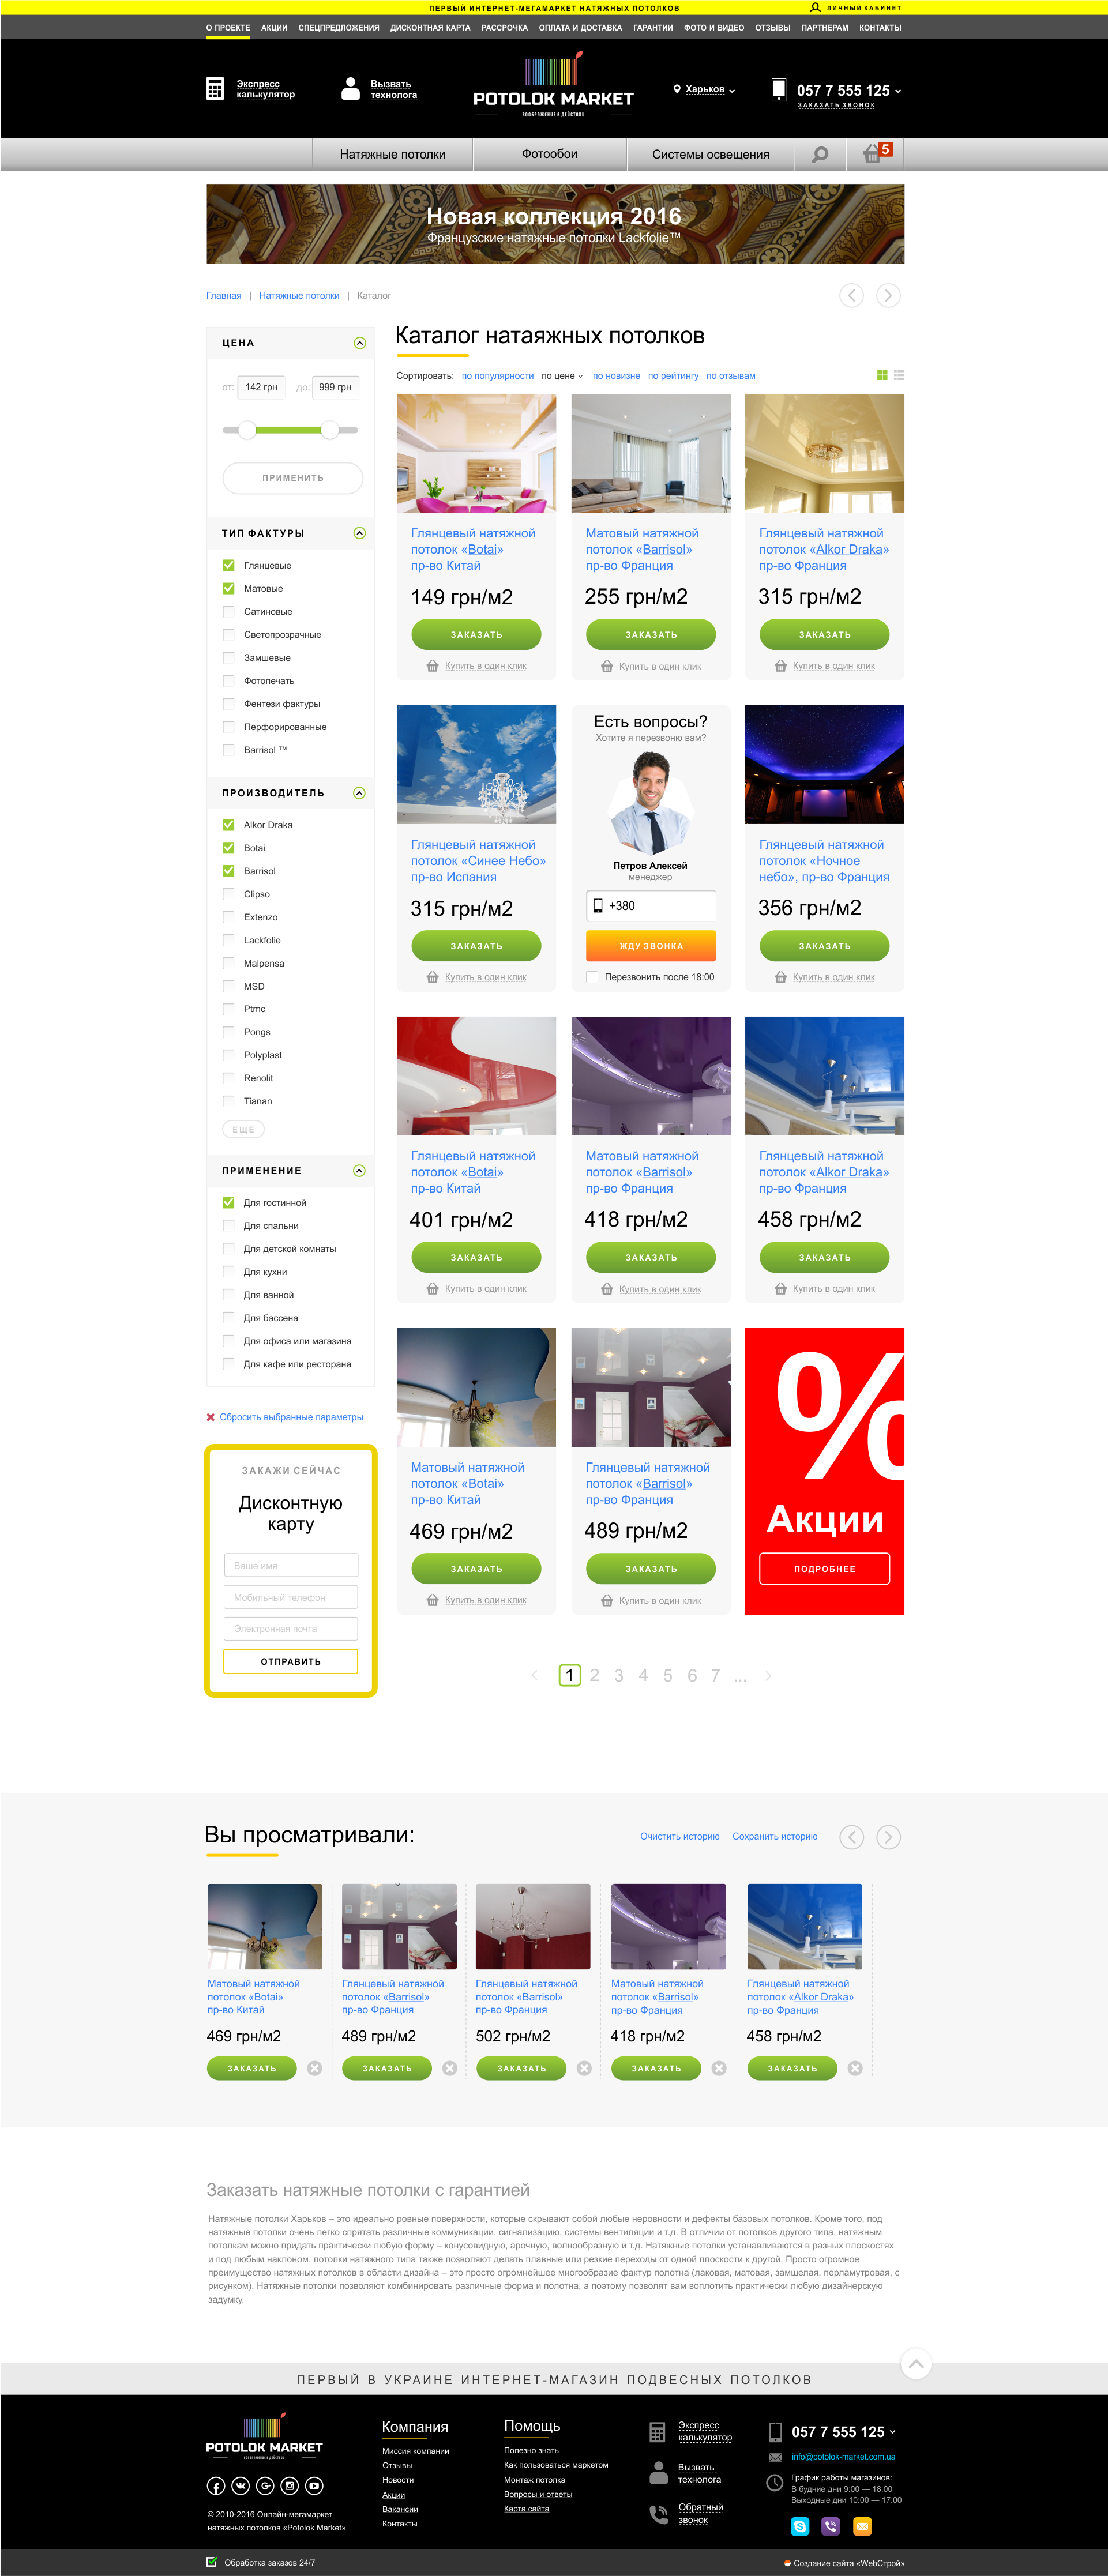 ПЕРВЫЙ ИНТЕРНЕТ-МЕГАМАРКЕТ НАТЯЖНЫХ ПОТОЛКОВ
ЛИЧНЫЙ КАБИНЕТ
О ПРОЕКТЕ АКЦИИ СПЕЦПРЕДЛОЖЕНИЯ ДИСКОНТНАЯ КАРТА РАССРОЧКА ОПЛАТА И ДОСТАВКА ГАРАНТИИ ФОТО И ВИДЕО ОТЗЫВЫ ПАРТНЕРАМ КОНТАКТЫ
Экспресс
калькулятор
Вызвать
технолога
POTOLOK MARKET
ВООБРАЖЕНИЕ В ДЕЙСТВИИ
Харьков
057 7 555 125
ЗАКАЗАТЬ ЗВОНОК
Натяжные потолки
Фотообои
Системы освещения
5
Новая коллекция 2016
Французские натяжные потолки Lackfolie™
Главная | Натяжные потолки | Каталог
ЦЕНА
от: 142 грн до: 999 грн
ПРИМЕНИТЬ
ТИП ФАКТУРЫ
Глянцевые
Матовые
Сатиновые
Светопрозрачные
Замшевые
Фотопечать
Фентези фактуры
Перфорированные
Barrisol ™
ПРОИЗВОДИТЕЛЬ
Alkor Draka
Botai
Barrisol
Clipso
Extenzo
Lackfolie
Malpensa
MSD
Ptmc
Pongs
Polyplast
Renolit
Tianan
ЕЩЕ
ПРИМЕНЕНИЕ
Для гостинной
Для спальни
Для детской комнаты
Для кухни
Для ванной
Для бассена
Для офиса или магазина
Для кафе или ресторана
Сбросить выбранные параметры
ЗАКАЖИ СЕЙЧАС
Дисконтную
карту
Ваше имя
Мобильный телефон
Электронная почта
ОТПРАВИТЬ
Каталог натаяжных потолков
Сортировать: по популярности по цене по новизне по рейтингу по отзывам
Глянцевый натяжной
потолок «Botai»
пр-во Китай
149 грн/м2
ЗАКАЗАТЬ
Купить в один клик
Матовый натяжной
потолок «Barrisol»
пр-во Франция
255 грн/м2
ЗАКАЗАТЬ
Купить в один клик
Глянцевый натяжной
потолок «Alkor Draka»
пр-во Франция
315 грн/м2
ЗАКАЗАТЬ
Купить в один клик
Глянцевый натяжной
потолок «Синее Небо»
пр-во Испания
315 грн/м2
ЗАКАЗАТЬ
Купить в один клик
Есть вопросы?
Хотите я перезвоню вам?
Петров Алексей
менеджер
+380
ЖДУ ЗВОНКА
Перезвонить после 18:00
Глянцевый натяжной
потолок «Ночное
небо», пр-во Франция
356 грн/м2
ЗАКАЗАТЬ
Купить в один клик
Глянцевый натяжной
потолок «Botai»
пр-во Китай
401 грн/м2
ЗАКАЗАТЬ
Купить в один клик
Матовый натяжной
потолок «Barrisol»
пр-во Франция
418 грн/м2
ЗАКАЗАТЬ
Купить в один клик
Глянцевый натяжной
потолок «Alkor Draka»
пр-во Франция
458 грн/м2
ЗАКАЗАТЬ
Купить в один клик
Матовый натяжной
потолок «Botai»
пр-во Китай
469 грн/м2
ЗАКАЗАТЬ
Купить в один клик
Глянцевый натяжной
потолок «Barrisol»
пр-во Франция
489 грн/м2
ЗАКАЗАТЬ
Купить в один клик
%
Акции
ПОДРОБНЕЕ
1 2 3 4 5 6 7 ...
Вы просматривали:
Очистить историю
Сохранить историю
Матовый натяжной
потолок «Botai»
пр-во Китай
469 грн/м2
ЗАКАЗАТЬ
Глянцевый натяжной
потолок «Barrisol»
пр-во Франция
489 грн/м2
ЗАКАЗАТЬ
Глянцевый натяжной
потолок «Barrisol»
пр-во Франция
502 грн/м2
ЗАКАЗАТЬ
Матовый натяжной
потолок «Barrisol»
пр-во Франция
418 грн/м2
ЗАКАЗАТЬ
Глянцевый натяжной
потолок «Alkor Draka»
пр-во Франция
458 грн/м2
ЗАКАЗАТЬ
Заказать натяжные потолки с гарантией
Натяжные потолки Харьков – это идеально ровные поверхности, которые скрывают собой любые неровности и дефекты базовых потолков. Кроме того, под
натяжные потолки очень легко спрятать различные коммуникации, сигнализацию, системы вентиляции и т.д. В отличии от потолков другого типа, натяжным
потолкам можно придать практически любую форму – конусовидную, арочную, волнообразную и т.д. Натяжные потолки устанавливаются в разных плоскостях
и под любым наклоном, потолки натяжного типа также позволяют делать плавные или резкие переходы от одной плоскости к другой. Просто огромное
преимущество натяжных потолков в области дизайна – это просто огромнейшее многообразие фактур полотна (лаковая, матовая, замшелая, перламутровая, с
рисунком). Натяжные потолки позволяют комбинировать различные форма и полотна, а поэтому позволят вам воплотить практически любую дизайнерскую
задумку.
ПЕРВЫЙ В УКРАИНЕ ИНТЕРНЕТ-МАГАЗИН ПОДВЕСНЫХ ПОТОЛКОВ
POTOLOK MARKET
ВООБРАЖЕНИЕ В ДЕЙСТВИИ
© 2010-2016 Онлайн-мегамаркет
натяжных потолков «Potolok Market»
Компания
Миссия компании
Отзывы
Новости
Акции
Вакансии
Контакты
Помощь
Полезно знать
Как пользоваться маркетом
Монтаж потолка
Вопросы и ответы
Карта сайта
Экспресс
калькулятор
Вызвать
технолога
Обратный
звонок
057 7 555 125
info@potolok-market.com.ua
График работы магазинов:
В будние дни 9:00 — 18:00
Выходные дни 10:00 — 17:00
Обработка заказов 24/7
Создание сайта «WebСтрой»